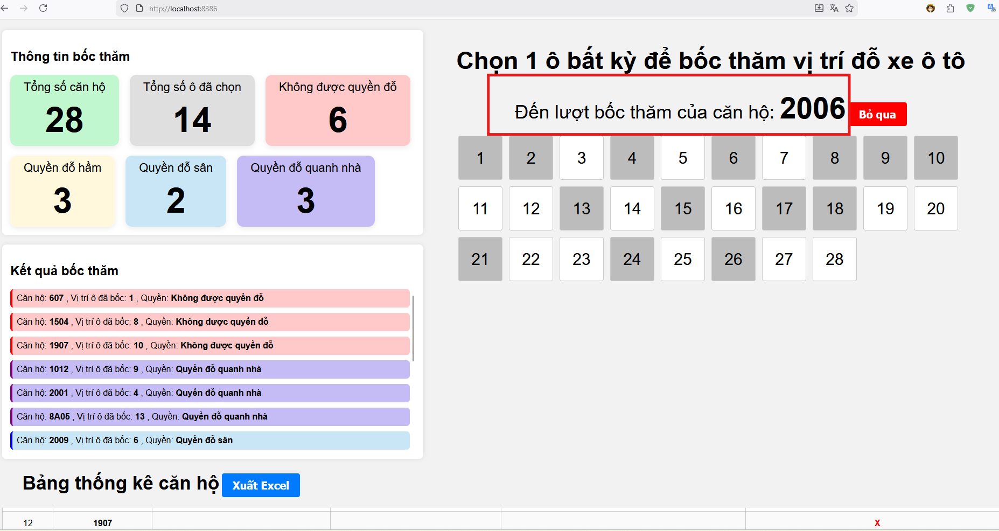 http://localhost:8386
Thông tin bốc thăm
Tổng số căn hộ
28
Tổng số ô đã chọn
14
Không được quyền đỗ
6
Quyền đỗ hầm
3
Quyền đỗ sân
2
Quyền đỗ quanh nhà
3
Kết quả bốc thăm
Căn hộ: 607 , Vị trí ô đã bốc: 1 , Quyền: Không được quyền đỗ
Căn hộ: 1504 , Vị trí ô đã bốc: 8 , Quyền: Không được quyền đỗ
Căn hộ: 1907 , Vị trí ô đã bốc: 10 , Quyền: Không được quyền đỗ
Căn hộ: 1012 , Vị trí ô đã bốc: 9 , Quyền: Quyền đỗ quanh nhà
Căn hộ: 2001 , Vị trí ô đã bốc: 4 , Quyền: Quyền đỗ quanh nhà
Căn hộ: 8A05 , Vị trí ô đã bốc: 13 , Quyền: Quyền đỗ quanh nhà
Căn hộ: 2009 , Vị trí ô đã bốc: 6 , Quyền: Quyền đỗ sân
Chọn 1 ô bất kỳ để bốc thăm vị trí đỗ xe ô tô
Đến lượt bốc thăm của căn hộ: 2006 Bỏ qua
1 2 3 4 5 6 7 8 9 10
11 12 13 14 15 16 17 18 19 20
21 22 23 24 25 26 27 28
Bảng thống kê căn hộ Xuất Excel
12 1907 X